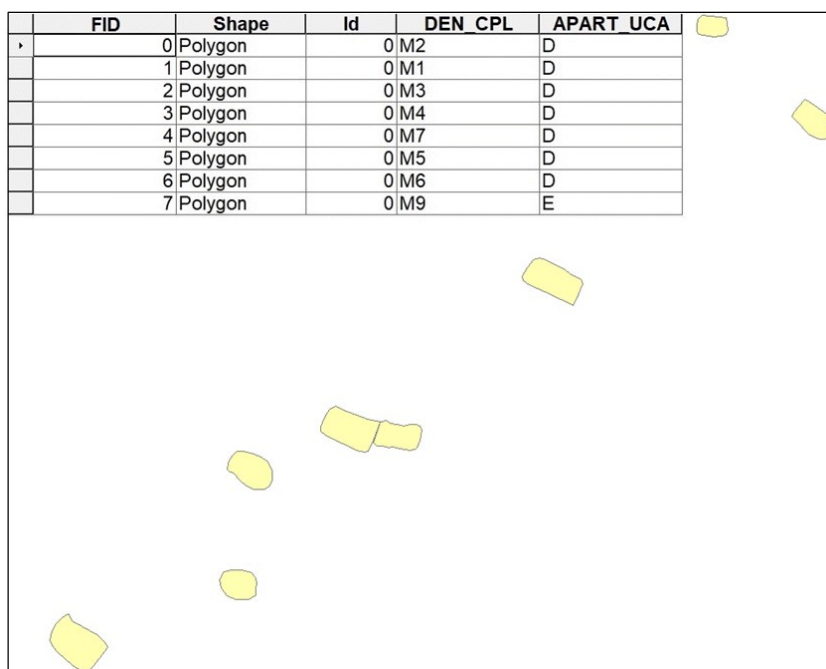 FID Shape Id DEN_CPL APART_UCA
0 Polygon 0 M2 D
1 Polygon 0 M1 D
2 Polygon 0 M3 D
3 Polygon 0 M4 D
4 Polygon 0 M7 D
5 Polygon 0 M5 D
6 Polygon 0 M6 D
7 Polygon 0 M9 E